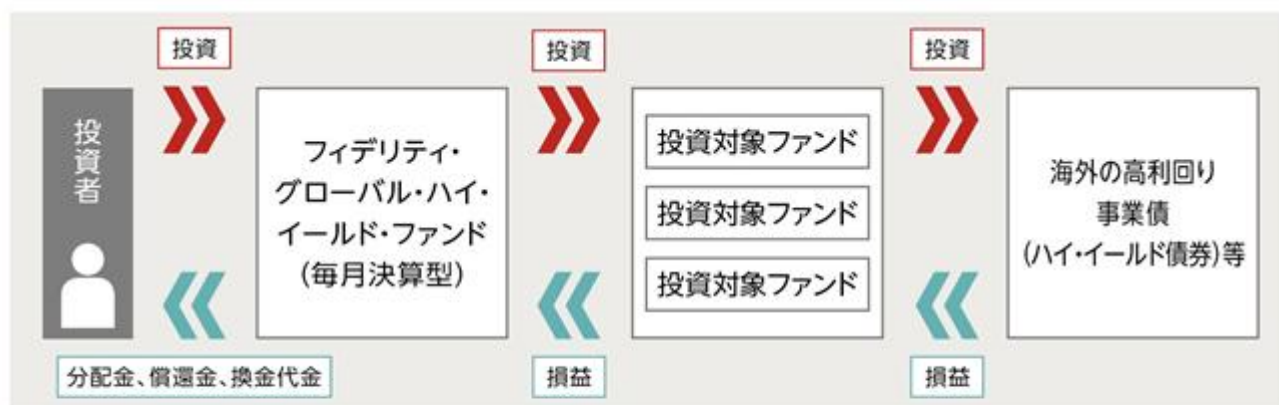 投資
投資
投資
投資者
フィデリティ・
グローバル・ハイ・
イールド・ファンド
(毎月決算型)
投資対象ファンド
投資対象ファンド
投資対象ファンド
海外の高利回り
事業債
(ハイ・イールド債券)等
分配金、償還金、換金代金
損益
損益